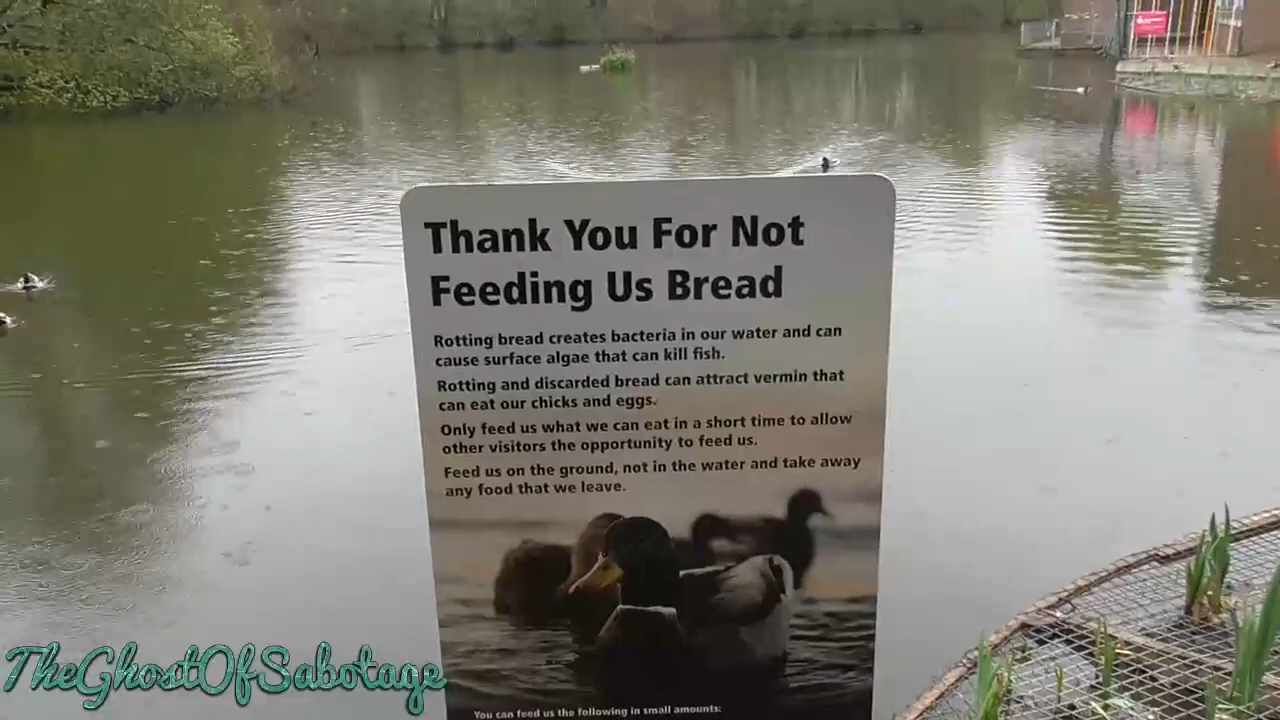 Thank You For Not
Feeding Us Bread
Rotting bread creates bacteria in our water and can
cause surface algae that can kill fish.
Rotting and discarded bread can attract vermin that
can eat our chicks and eggs.
Only feed us what we can eat in a short time to allow
other visitors the opportunity to feed us.
Feed us on the ground, not in the water and take away
any food that we leave.
You can feed us the following in small amounts:
TheGhostOfSabotage